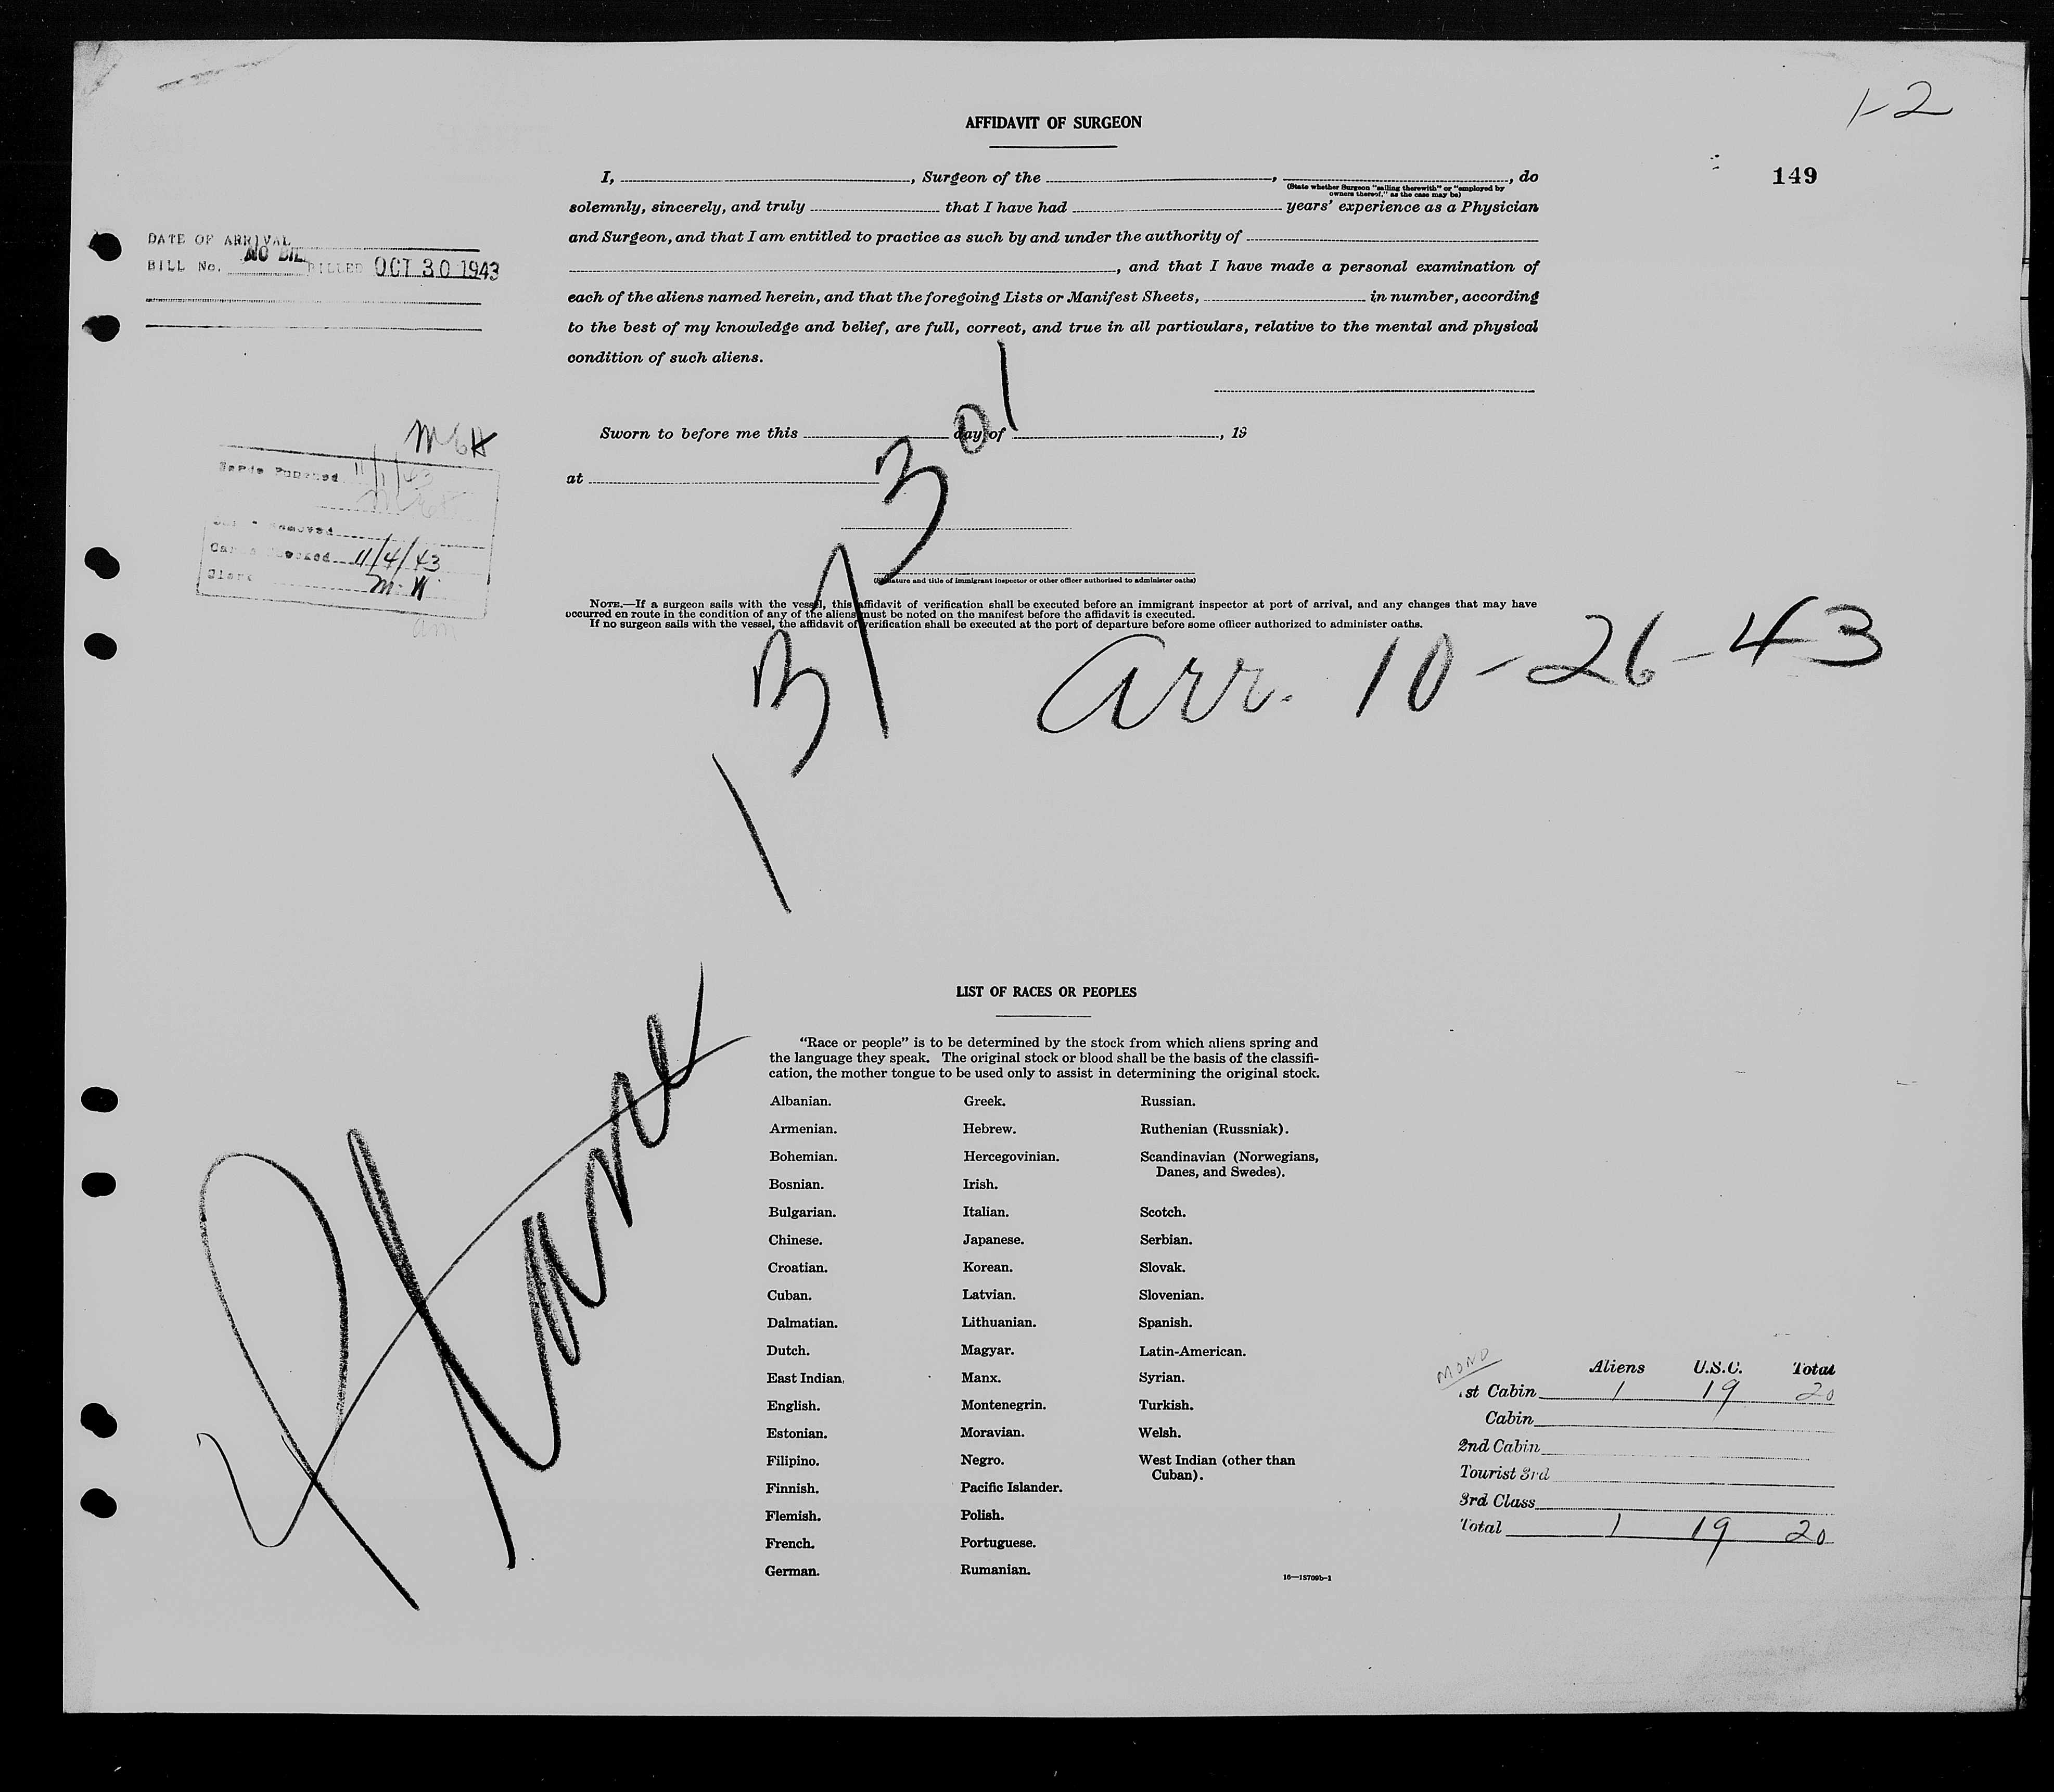 1-2
AFFIDAVIT OF SURGEON
149
I, , Surgeon of the , , do
(State whether Surgeon "sailing therewith" or "employed by
owners thereof," as the case may be)
solemnly, sincerely, and truly that I have had years' experience as a Physician
and Surgeon, and that I am entitled to practice as such by and under the authority of
, and that I have made a personal examination of
each of the aliens named herein, and that the foregoing Lists or Manifest Sheets, in number, according
to the best of my knowledge and belief, are full, correct, and true in all particulars, relative to the mental and physical
condition of such aliens.
DATE OF ARRIVAL
BILL No. NO BIL BILLED OCT 30 1943
Sworn to before me this day of , 19
at
(Signature and title of immigrant inspector or other officer authorized to administer oaths)
Punched 11/1/43
Removed
11/4/43
Clerk
NOTE.—If a surgeon sails with the vessel, this affidavit of verification shall be executed before an immigrant inspector at port of arrival, and any changes that may have
occurred en route in the condition of any of the aliens must be noted on the manifest before the affidavit is executed.
If no surgeon sails with the vessel, the affidavit of verification shall be executed at the port of departure before some officer authorized to administer oaths.
Arr. 10-26-43
Plane
LIST OF RACES OR PEOPLES
"Race or people" is to be determined by the stock from which aliens spring and
the language they speak. The original stock or blood shall be the basis of the classifi-
cation, the mother tongue to be used only to assist in determining the original stock.
Albanian. Greek. Russian.
Armenian. Hebrew. Ruthenian (Russniak).
Bohemian. Hercegovinian. Scandinavian (Norwegians,
Danes, and Swedes).
Bosnian. Irish.
Bulgarian. Italian. Scotch.
Chinese. Japanese. Serbian.
Croatian. Korean. Slovak.
Cuban. Latvian. Slovenian.
Dalmatian. Lithuanian. Spanish.
Dutch. Magyar. Latin-American.
East Indian. Manx. Syrian.
English. Montenegrin. Turkish.
Estonian. Moravian. Welsh.
Filipino. Negro. West Indian (other than
Cuban).
Finnish. Pacific Islander.
Flemish. Polish.
French. Portuguese.
German. Rumanian.
16—15709b-1
MONO
Aliens U.S.C. Total
1st Cabin 1 19 20
Cabin
2nd Cabin
Tourist 3rd
3rd Class
Total 1 19 20